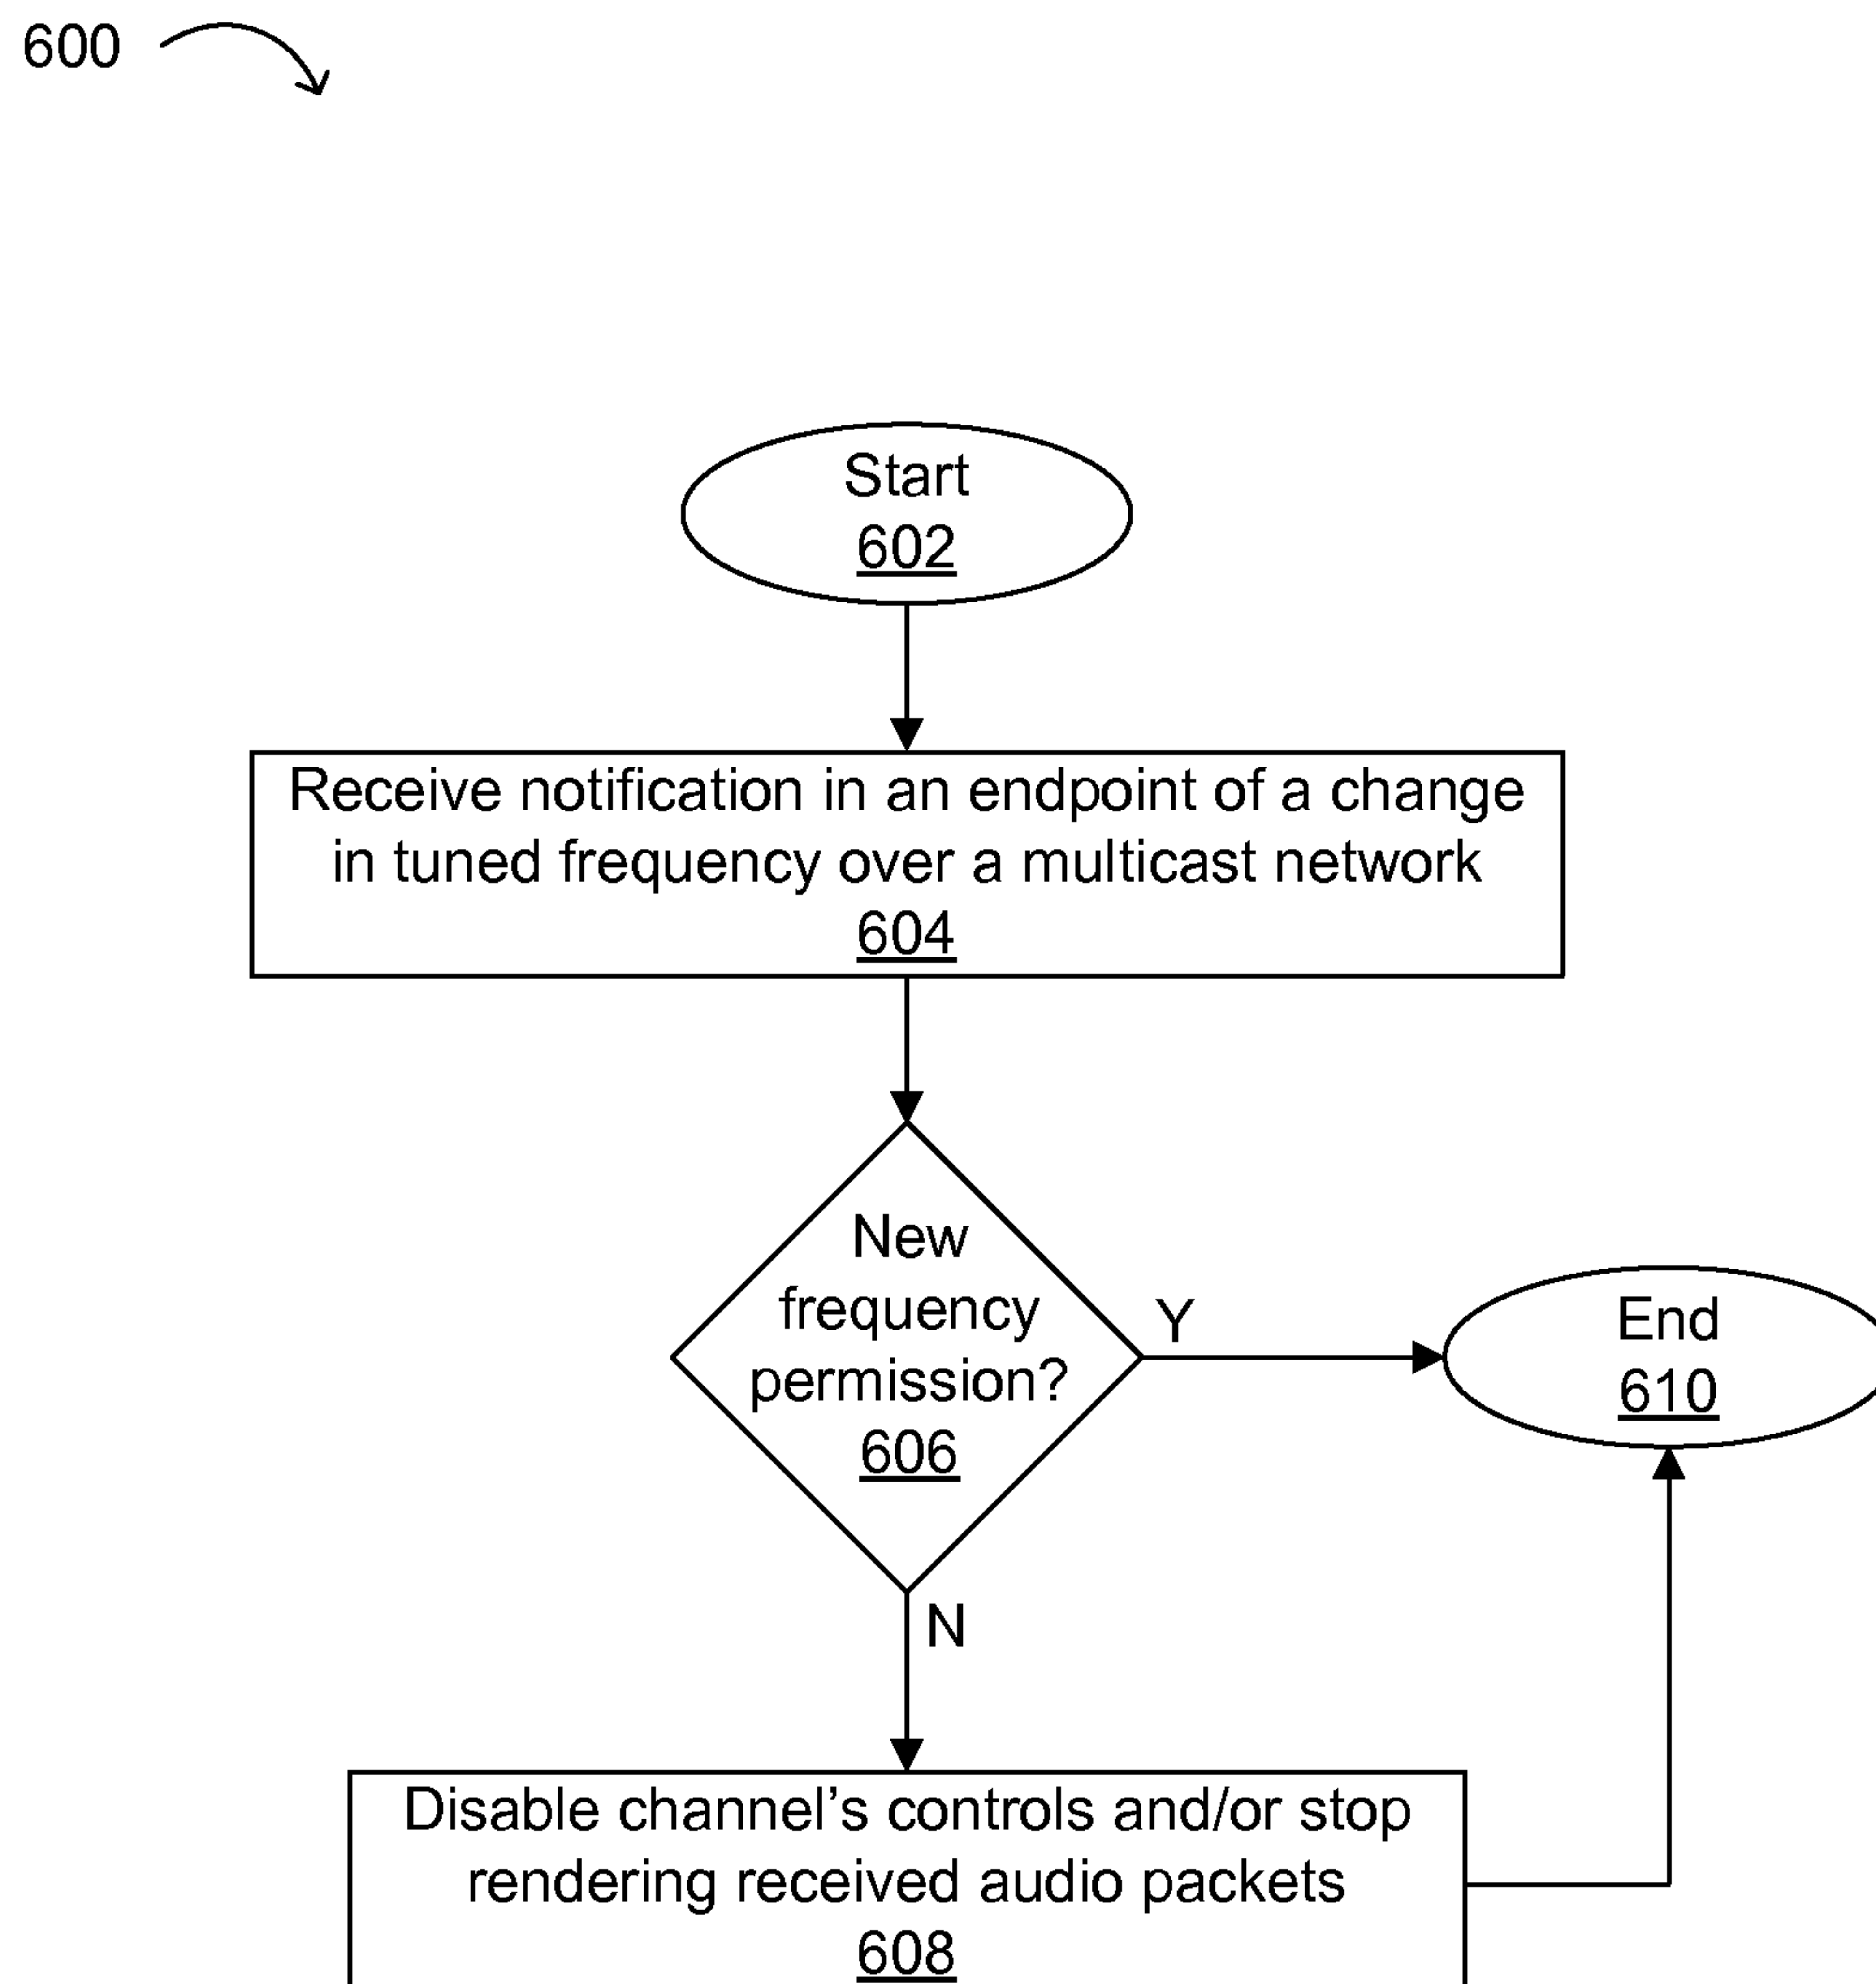 600
Start
602
Receive notification in an endpoint of a change
in tuned frequency over a multicast network
604
New
frequency
permission?
606
Y
End
610
N
Disable channel’s controls and/or stop
rendering received audio packets
608